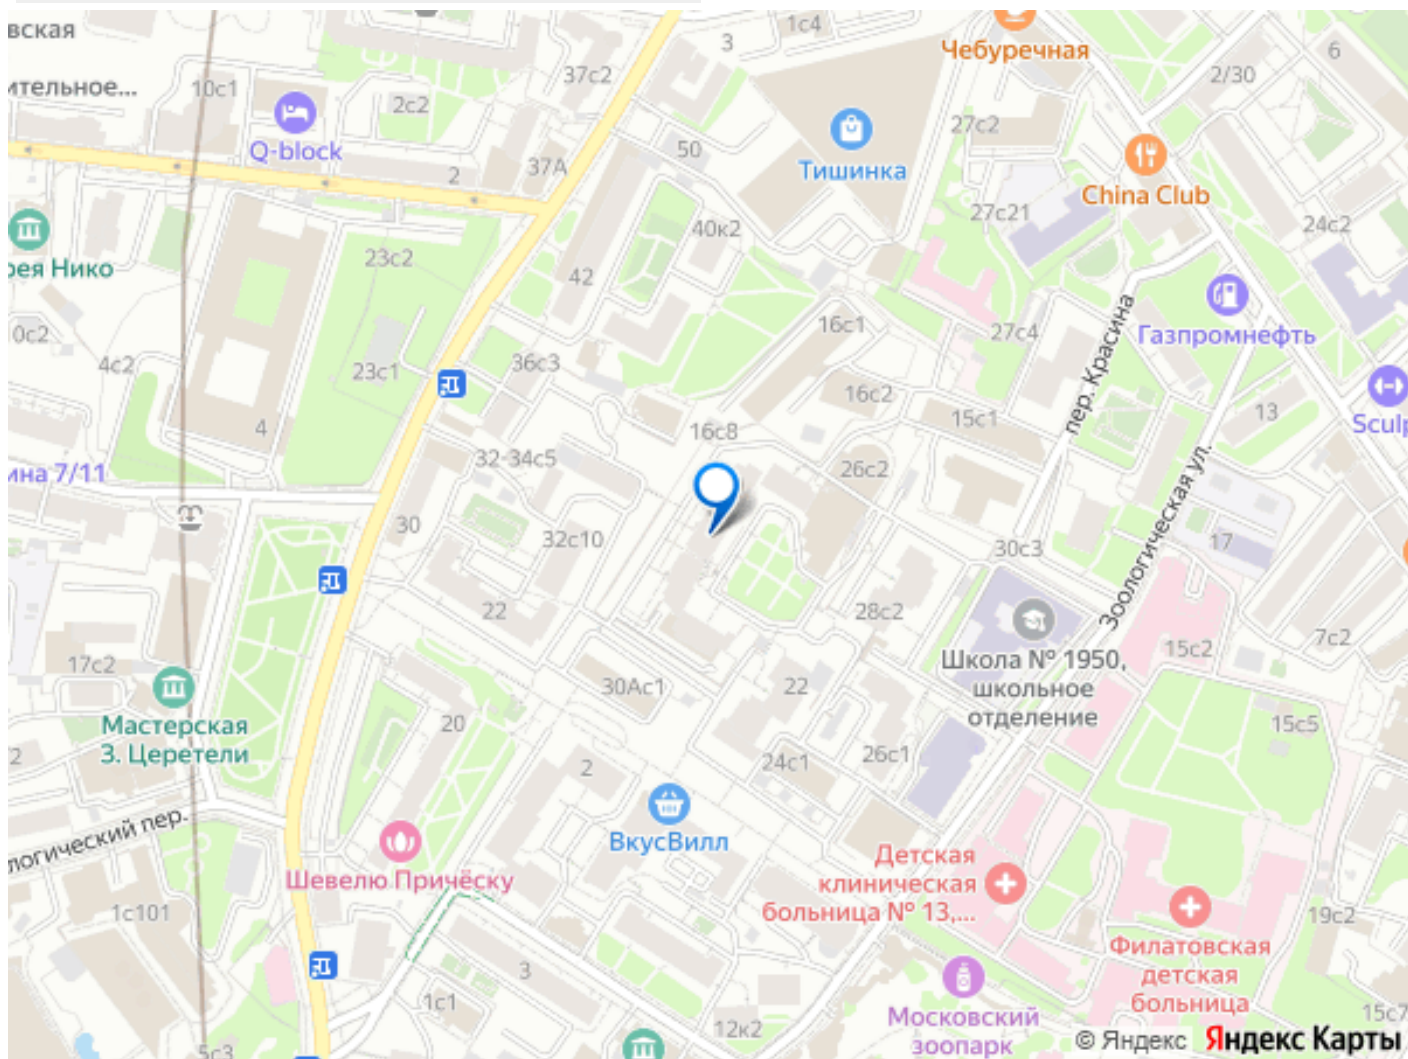 вская
ительное...
10с1
2с2
37с2
3
1с4
Чебуречная
6
2/30
Q-block
2
37А
50
Тишинка
27с2
China Club
рея Нико
23с2
42
40к2
27с21
24с2
0с2
4с2
23с1
36с3
16с1
27с4
пер. Красина
Газпромнефть
4
16с8
16с2
15с1
13
Sculp
ина 7/11
32-34с5
26с2
30
32с10
30с3
Зоологическая ул.
17
22
28с2
7с2
17с2
Школа № 1950,
школьное
отделение
15с2
Мастерская
З. Церетели
30Ас1
22
20
15с5
2
2
24с1
26с1
логический пер.
ВкусВилл
Шевелю Причёску
Детская
клиническая
больница № 13,...
1с101
19с2
Филатовская
детская
больница
3
1с1
12к2
Московский
зоопарк
15с7
5с3
© Яндекс Яндекс Карты